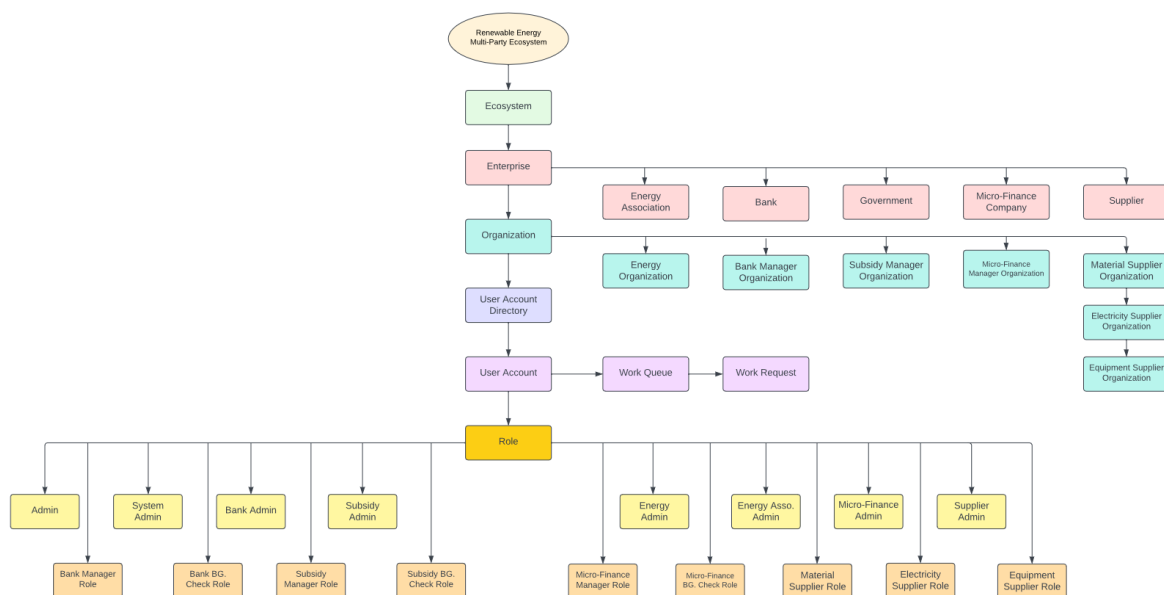 Renewable Energy
Multi-Party Ecosystem
Ecosystem
Enterprise
Energy
Association
Bank
Government
Micro-Finance
Company
Supplier
Organization
Energy
Organization
Bank Manager
Organization
Subsidy Manager
Organization
Micro-Finance
Manager Organization
Material Supplier
Organization
User Account
Directory
Electricity Supplier
Organization
User Account
Work Queue
Work Request
Equipment Supplier
Organization
Role
Admin
System
Admin
Bank Admin
Subsidy
Admin
Energy
Admin
Energy Asso.
Admin
Micro-Finance
Admin
Supplier
Admin
Bank Manager
Role
Bank BG.
Check Role
Subsidy
Manager Role
Subsidy BG.
Check Role
Micro-Finance
Manager Role
Micro-Finance
BG. Check Role
Material
Supplier Role
Electricity
Supplier Role
Equipment
Supplier Role